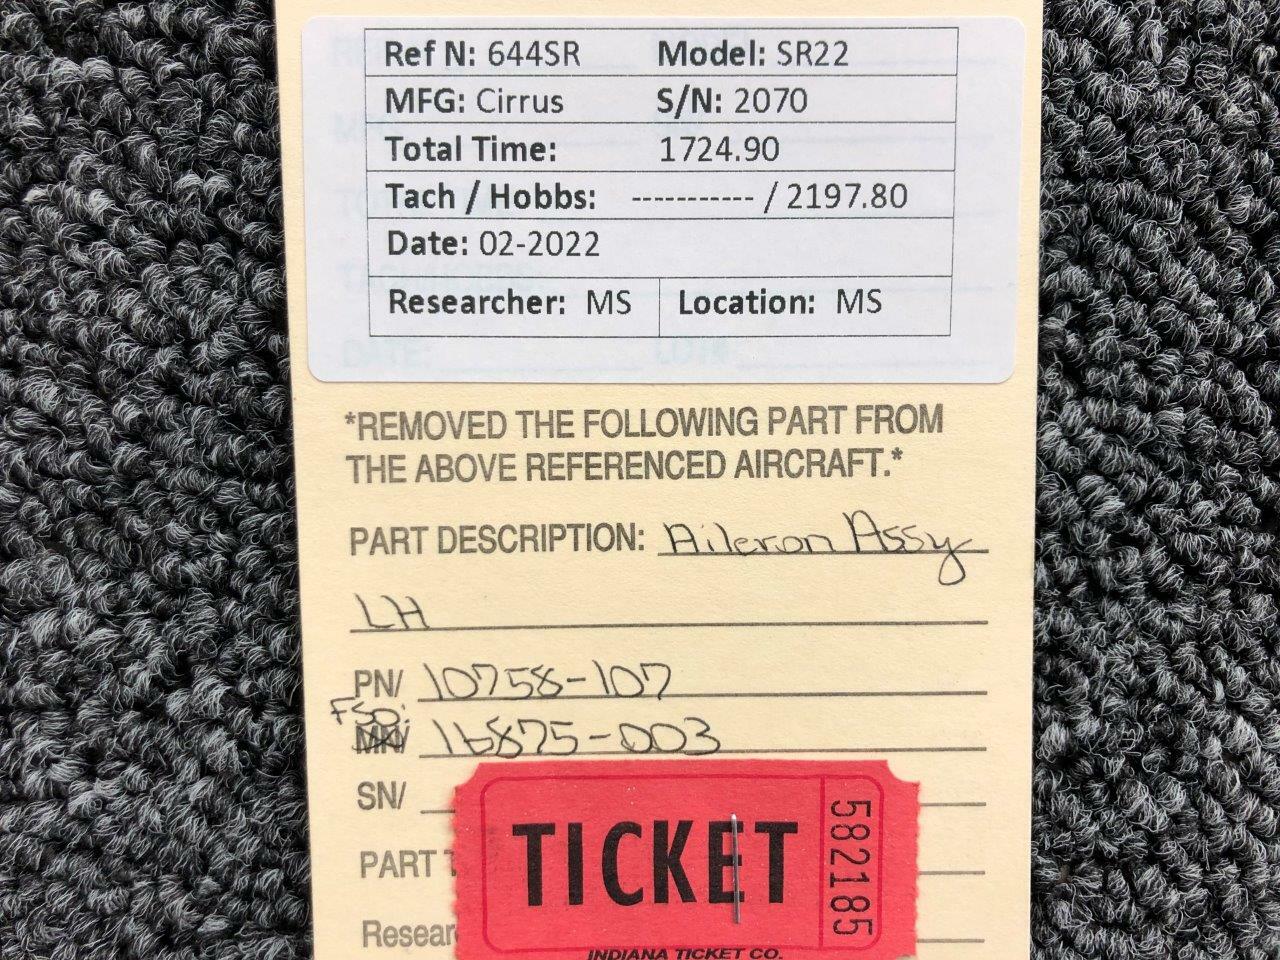 Ref N: 644SR Model: SR22
MFG: Cirrus S/N: 2070
Total Time: 1724.90
Tach / Hobbs: ----------- / 2197.80
Date: 02-2022
Researcher: MS Location: MS
*REMOVED THE FOLLOWING PART FROM
THE ABOVE REFERENCED AIRCRAFT.*
PART DESCRIPTION: Aileron Assy
LH
PN/ 10758-107
FSO:
MN/ 16875-003
SN/
PART
TICKET
582185
INDIANA TICKET CO.